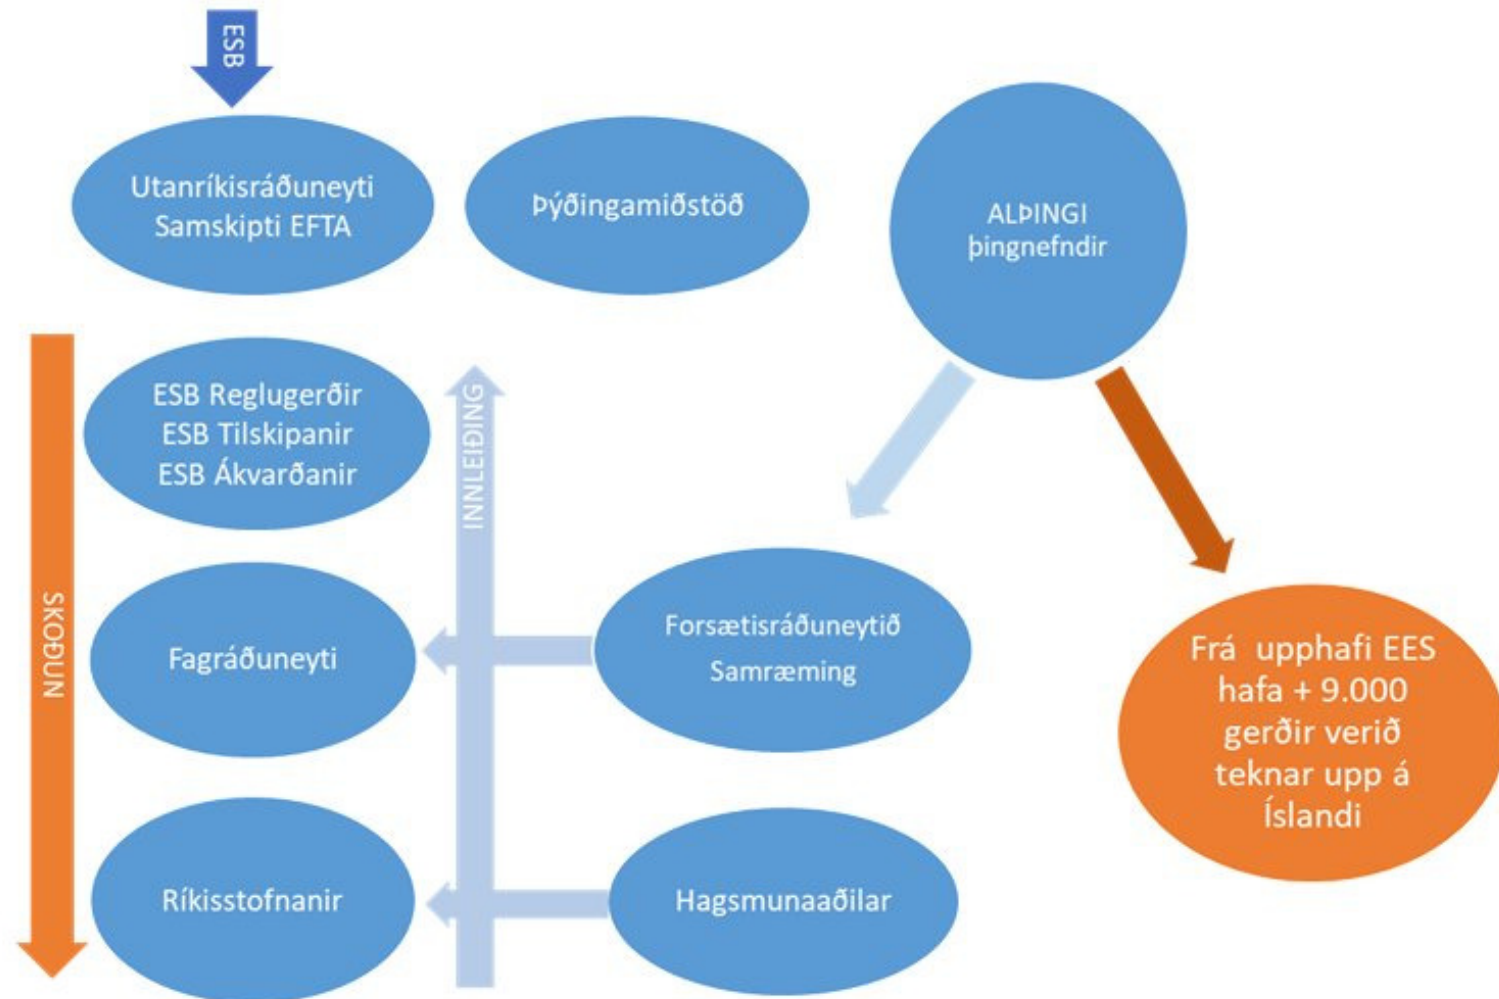 ESB
Utanríkisráðuneyti
Samskipti EFTA
Þýðingamiðstöð
ALÞINGI
þingnefndir
ESB Reglugerðir
ESB Tilskipanir
ESB Ákvarðanir
INNLEIÐING
SKOÐUN
Fagráðuneyti
Forsætisráðuneytið
Samræming
Frá upphafi EES
hafa + 9.000
gerðir verið
teknar upp á
Íslandi
Ríkisstofnanir
Hagsmunaaðilar